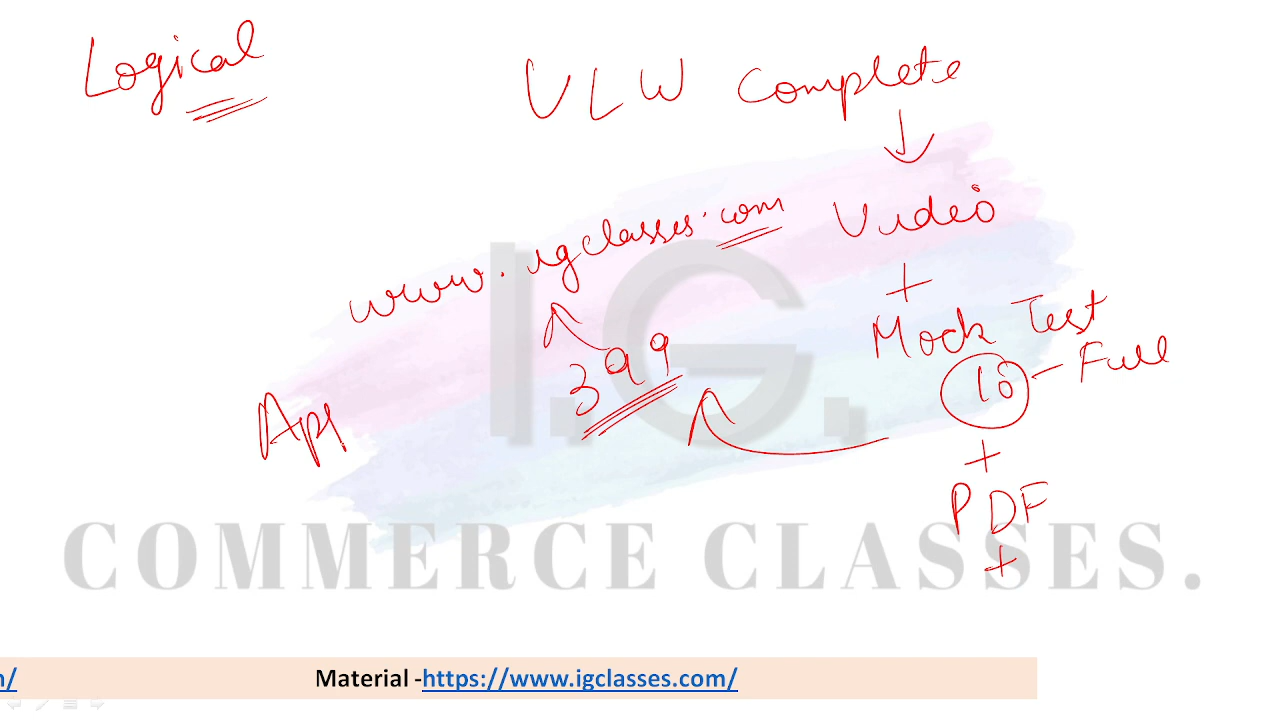 Logical
VLW Complete
www.igclasses.com
Video
+
Mock Test
399
10 - Full
App
+
PDF
+
I.G.
COMMERCE CLASSES.
/
Material -https://www.igclasses.com/